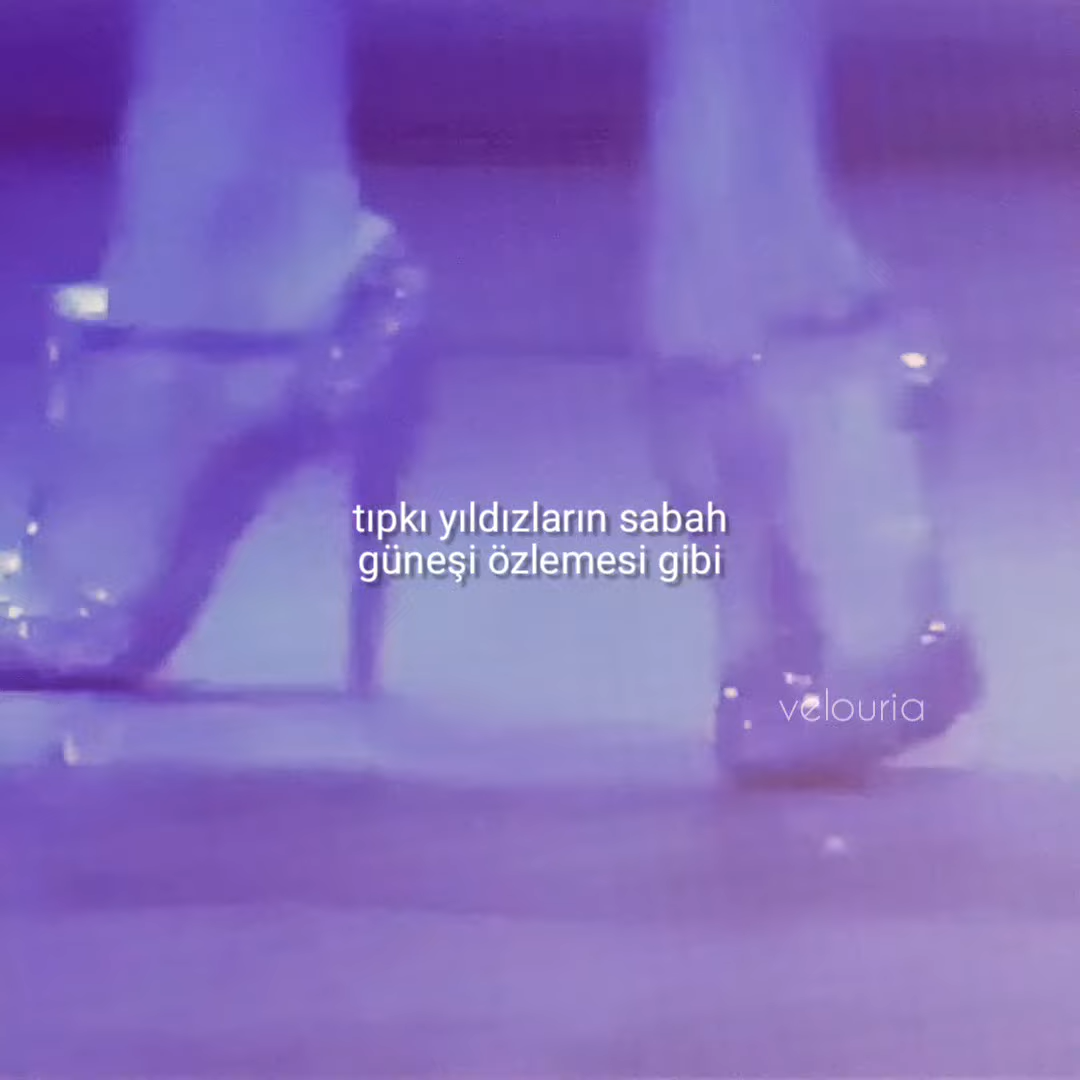 tıpkı yıldızların sabah
güneşi özlemesi gibi
velouria